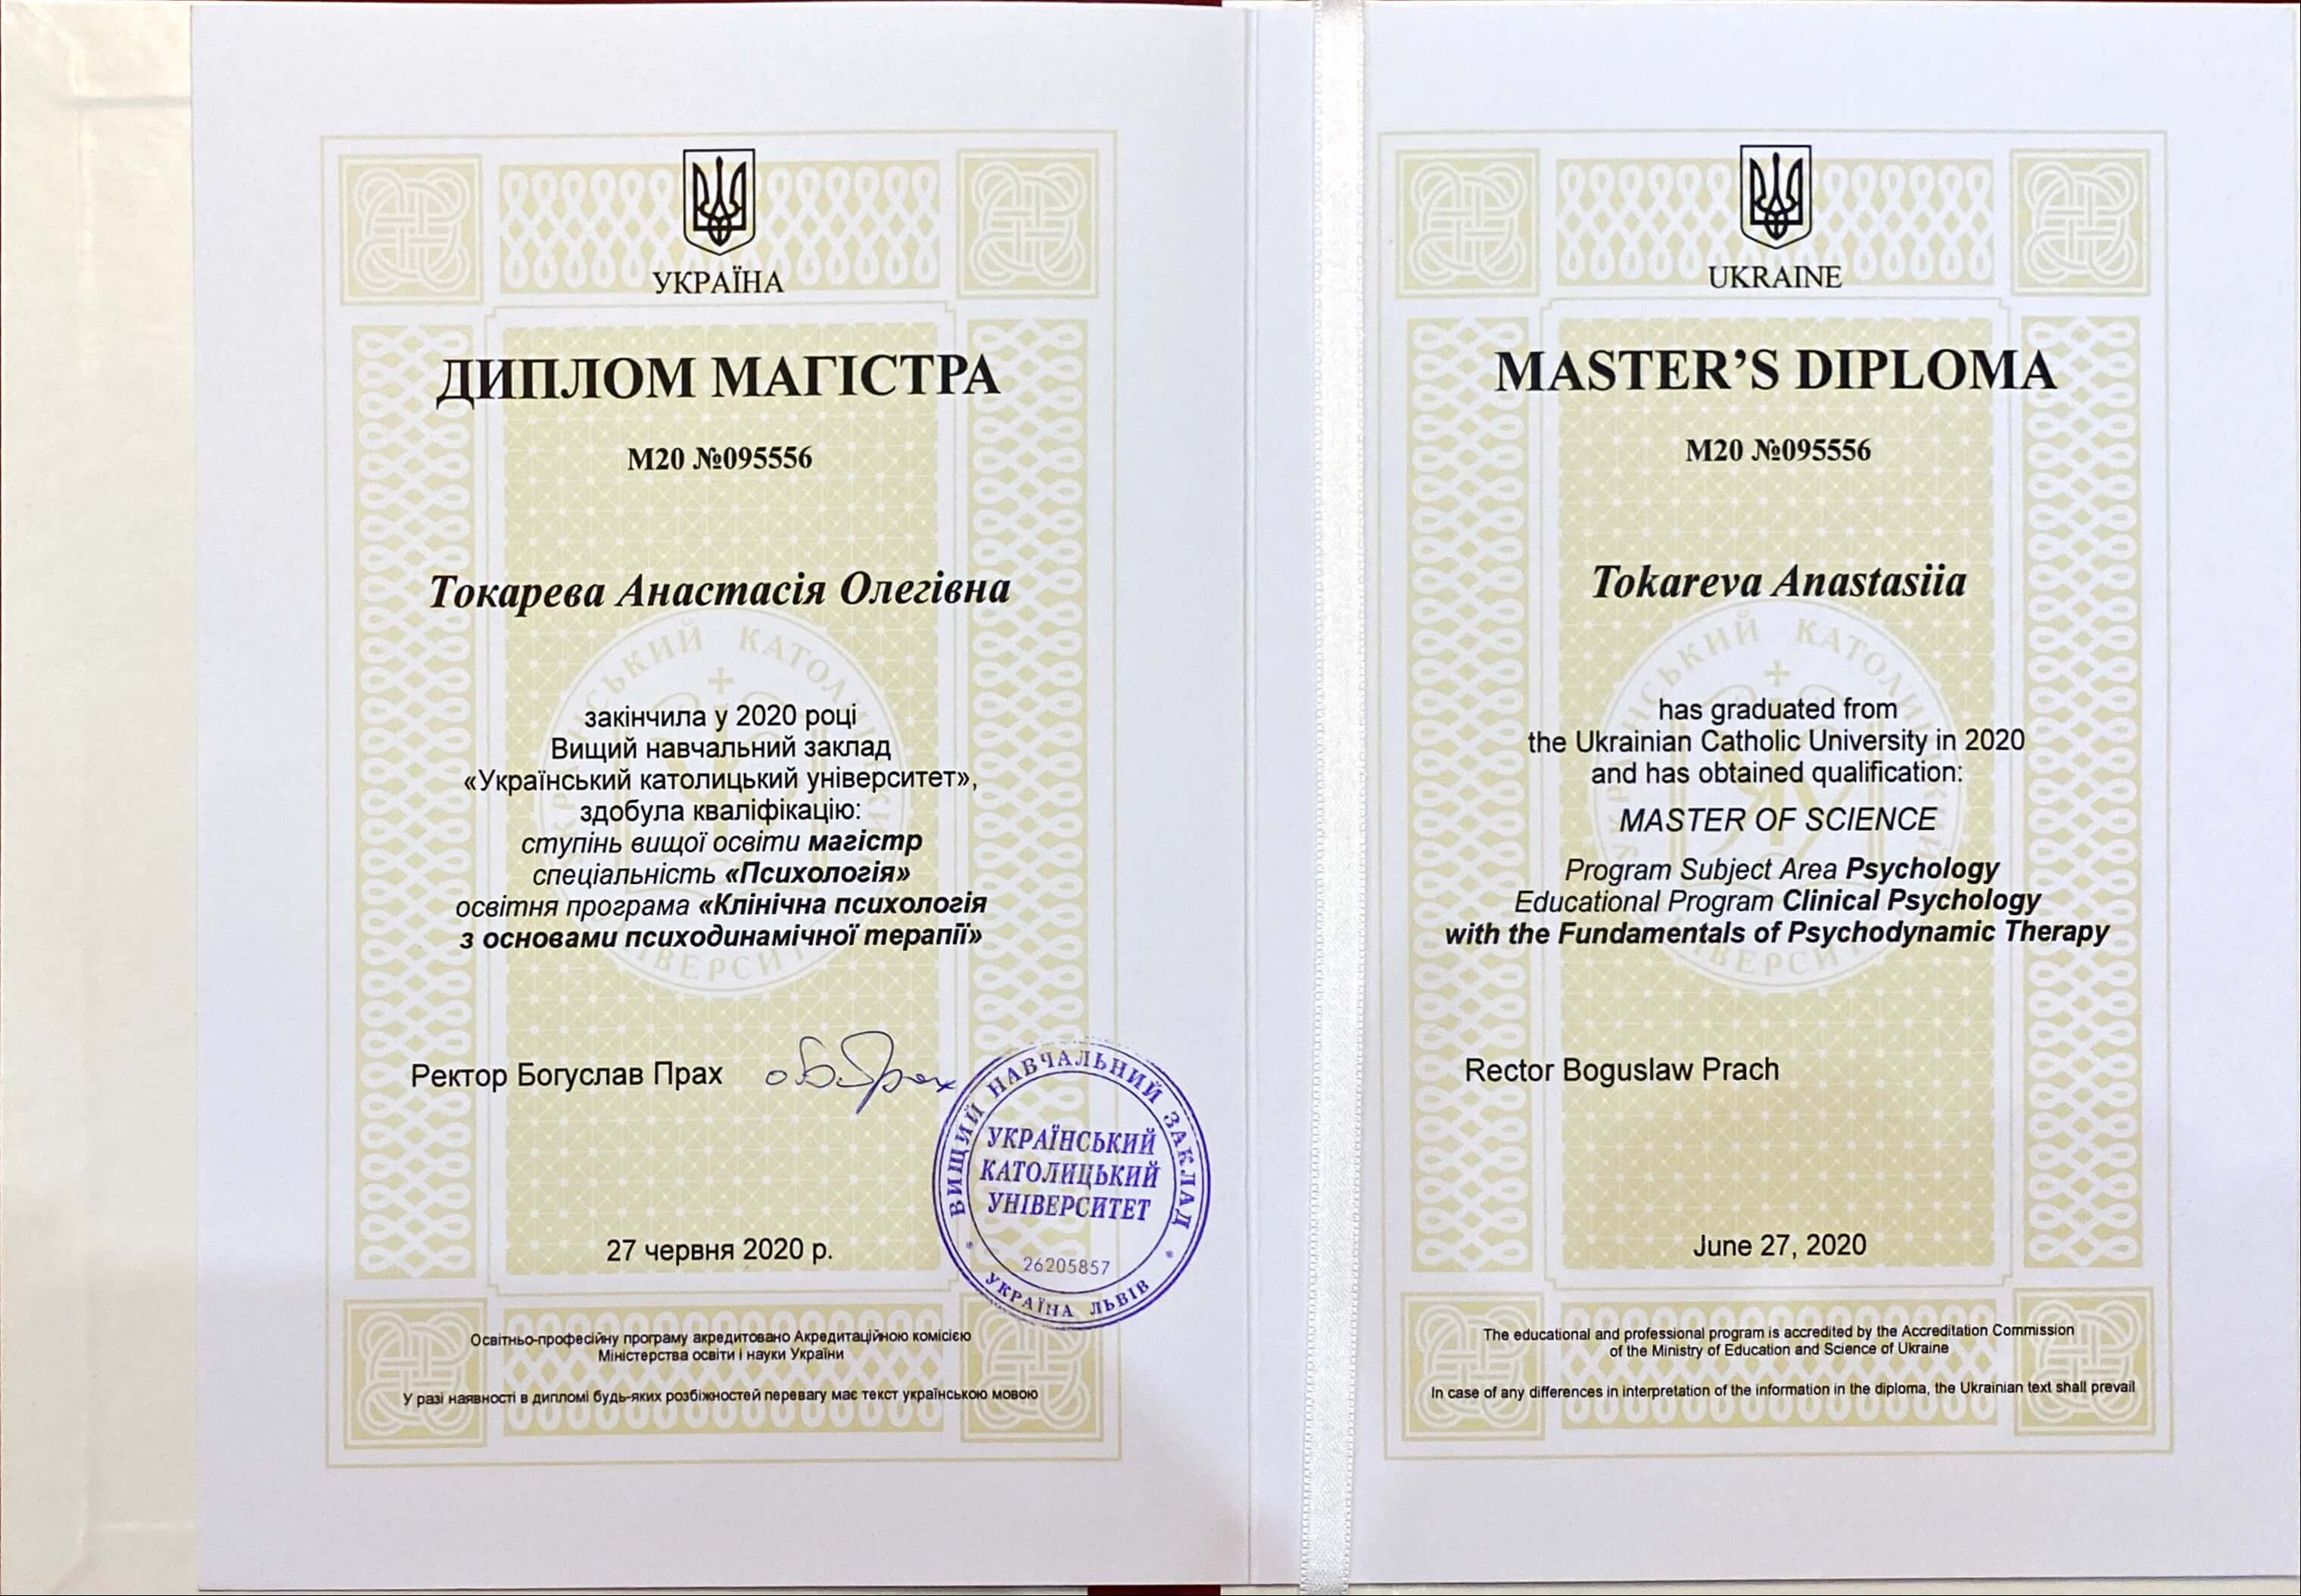 УКРАЇНА
ДИПЛОМ МАГІСТРА
М20 №095556
Токарева Анастасія Олегівна
закінчила у 2020 році
Вищий навчальний заклад
«Український католицький університет»,
здобула кваліфікацію:
ступінь вищої освіти магістр
спеціальність «Психологія»
освітня програма «Клінічна психологія
з основами психодинамічної терапії»
Ректор Богуслав Прах
ВИЩИЙ НАВЧАЛЬНИЙ ЗАКЛАД
УКРАЇНСЬКИЙ
КАТОЛИЦЬКИЙ
УНІВЕРСИТЕТ
26205857
* УКРАЇНА ЛЬВІВ *
27 червня 2020 р.
Освітньо-професійну програму акредитовано Акредитаційною комісією
Міністерства освіти і науки України
У разі наявності в дипломі будь-яких розбіжностей перевагу має текст українською мовою
UKRAINE
MASTER’S DIPLOMA
М20 №095556
Tokareva Anastasiia
has graduated from
the Ukrainian Catholic University in 2020
and has obtained qualification:
MASTER OF SCIENCE
Program Subject Area Psychology
Educational Program Clinical Psychology
with the Fundamentals of Psychodynamic Therapy
Rector Boguslaw Prach
June 27, 2020
The educational and professional program is accredited by the Accreditation Commission
of the Ministry of Education and Science of Ukraine
In case of any differences in interpretation of the information in the diploma, the Ukrainian text shall prevail